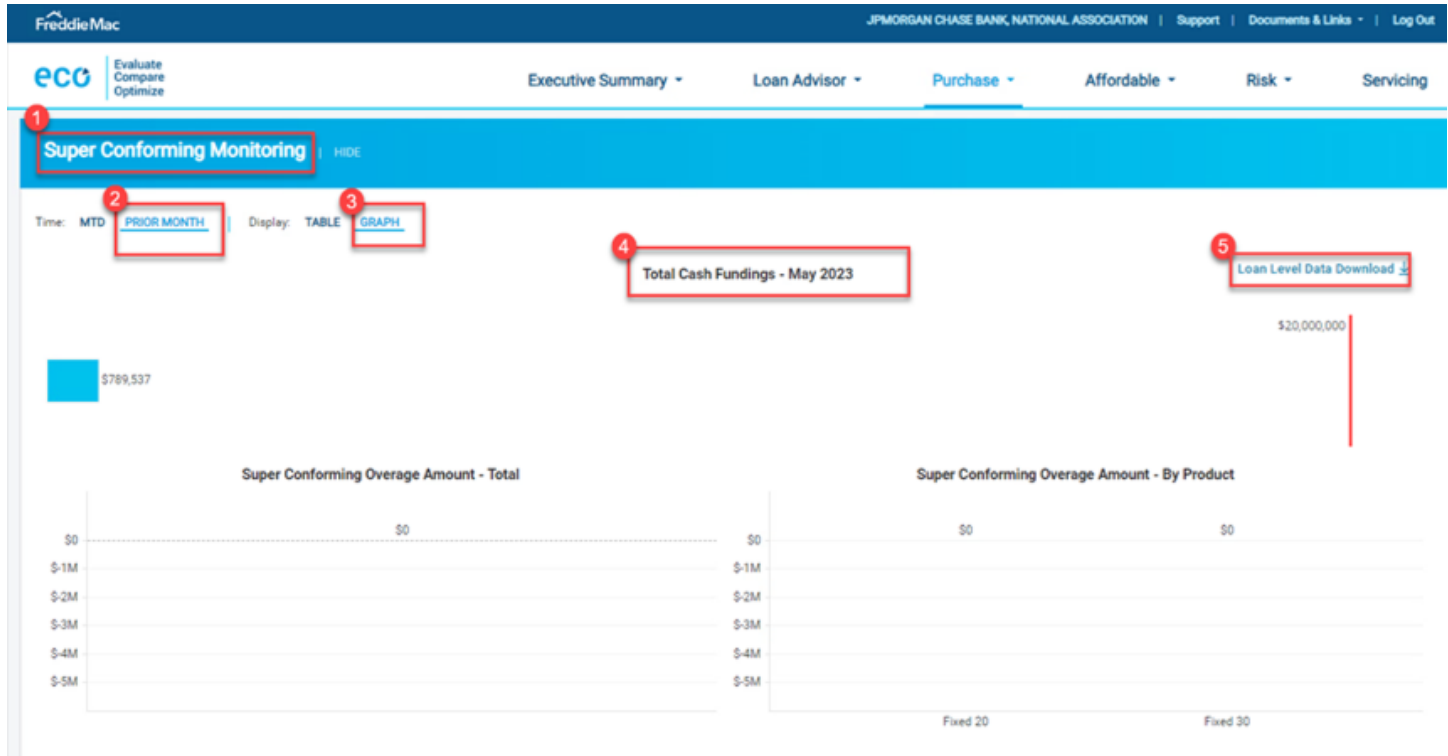 FreddieMac
JPMORGAN CHASE BANK, NATIONAL ASSOCIATION | Support | Documents & Links | Log Out
eco
Evaluate
Compare
Optimize
Executive Summary
Loan Advisor
Purchase
Affordable
Risk
Servicing
1
Super Conforming Monitoring | HIDE
2
3
Time: MTD PRIOR MONTH | Display: TABLE GRAPH
4
Total Cash Fundings - May 2023
5
Loan Level Data Download
$20,000,000
$789,537
Super Conforming Overage Amount - Total
$0
$0
$-1M
$-2M
$-3M
$-4M
$-5M
Super Conforming Overage Amount - By Product
$0 $0
$0
$-1M
$-2M
$-3M
$-4M
$-5M
Fixed 20 Fixed 30